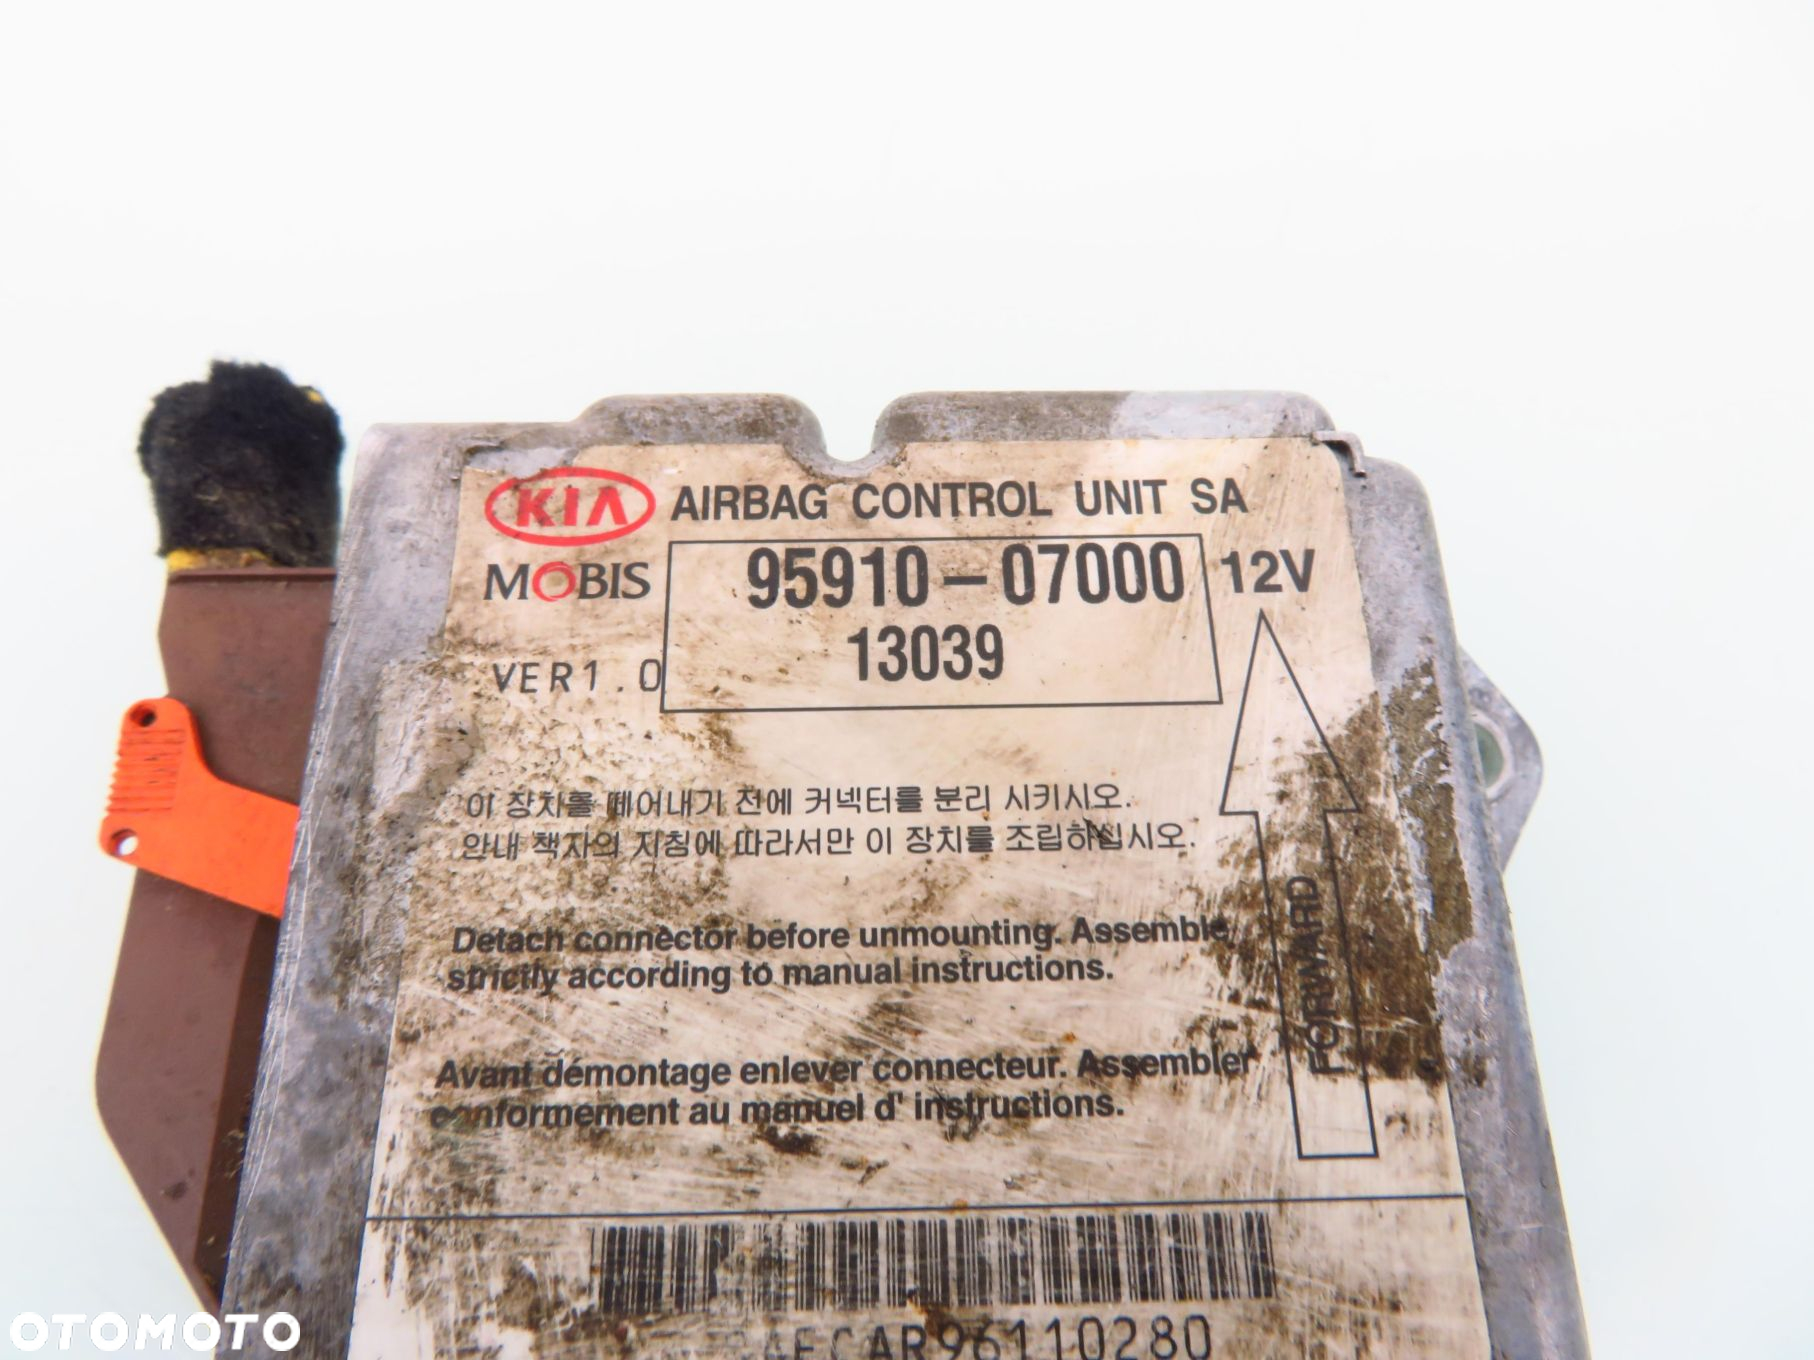 KIA AIRBAG CONTROL UNIT SA
MOBIS 95910-07000 12V
VER1.0 13039
이 장치를 떼어내기 전에 커넥터를 분리 시키시오.
안내 책자의 지침에 따라서만 이 장치를 조립하십시오.
Detach connector before unmounting. Assemble
strictly according to manual instructions.
FORWARD
Avant démontage enlever connecteur. Assembler
conformement au manuel d' instructions.
ECAR96110280
OTOMOTO